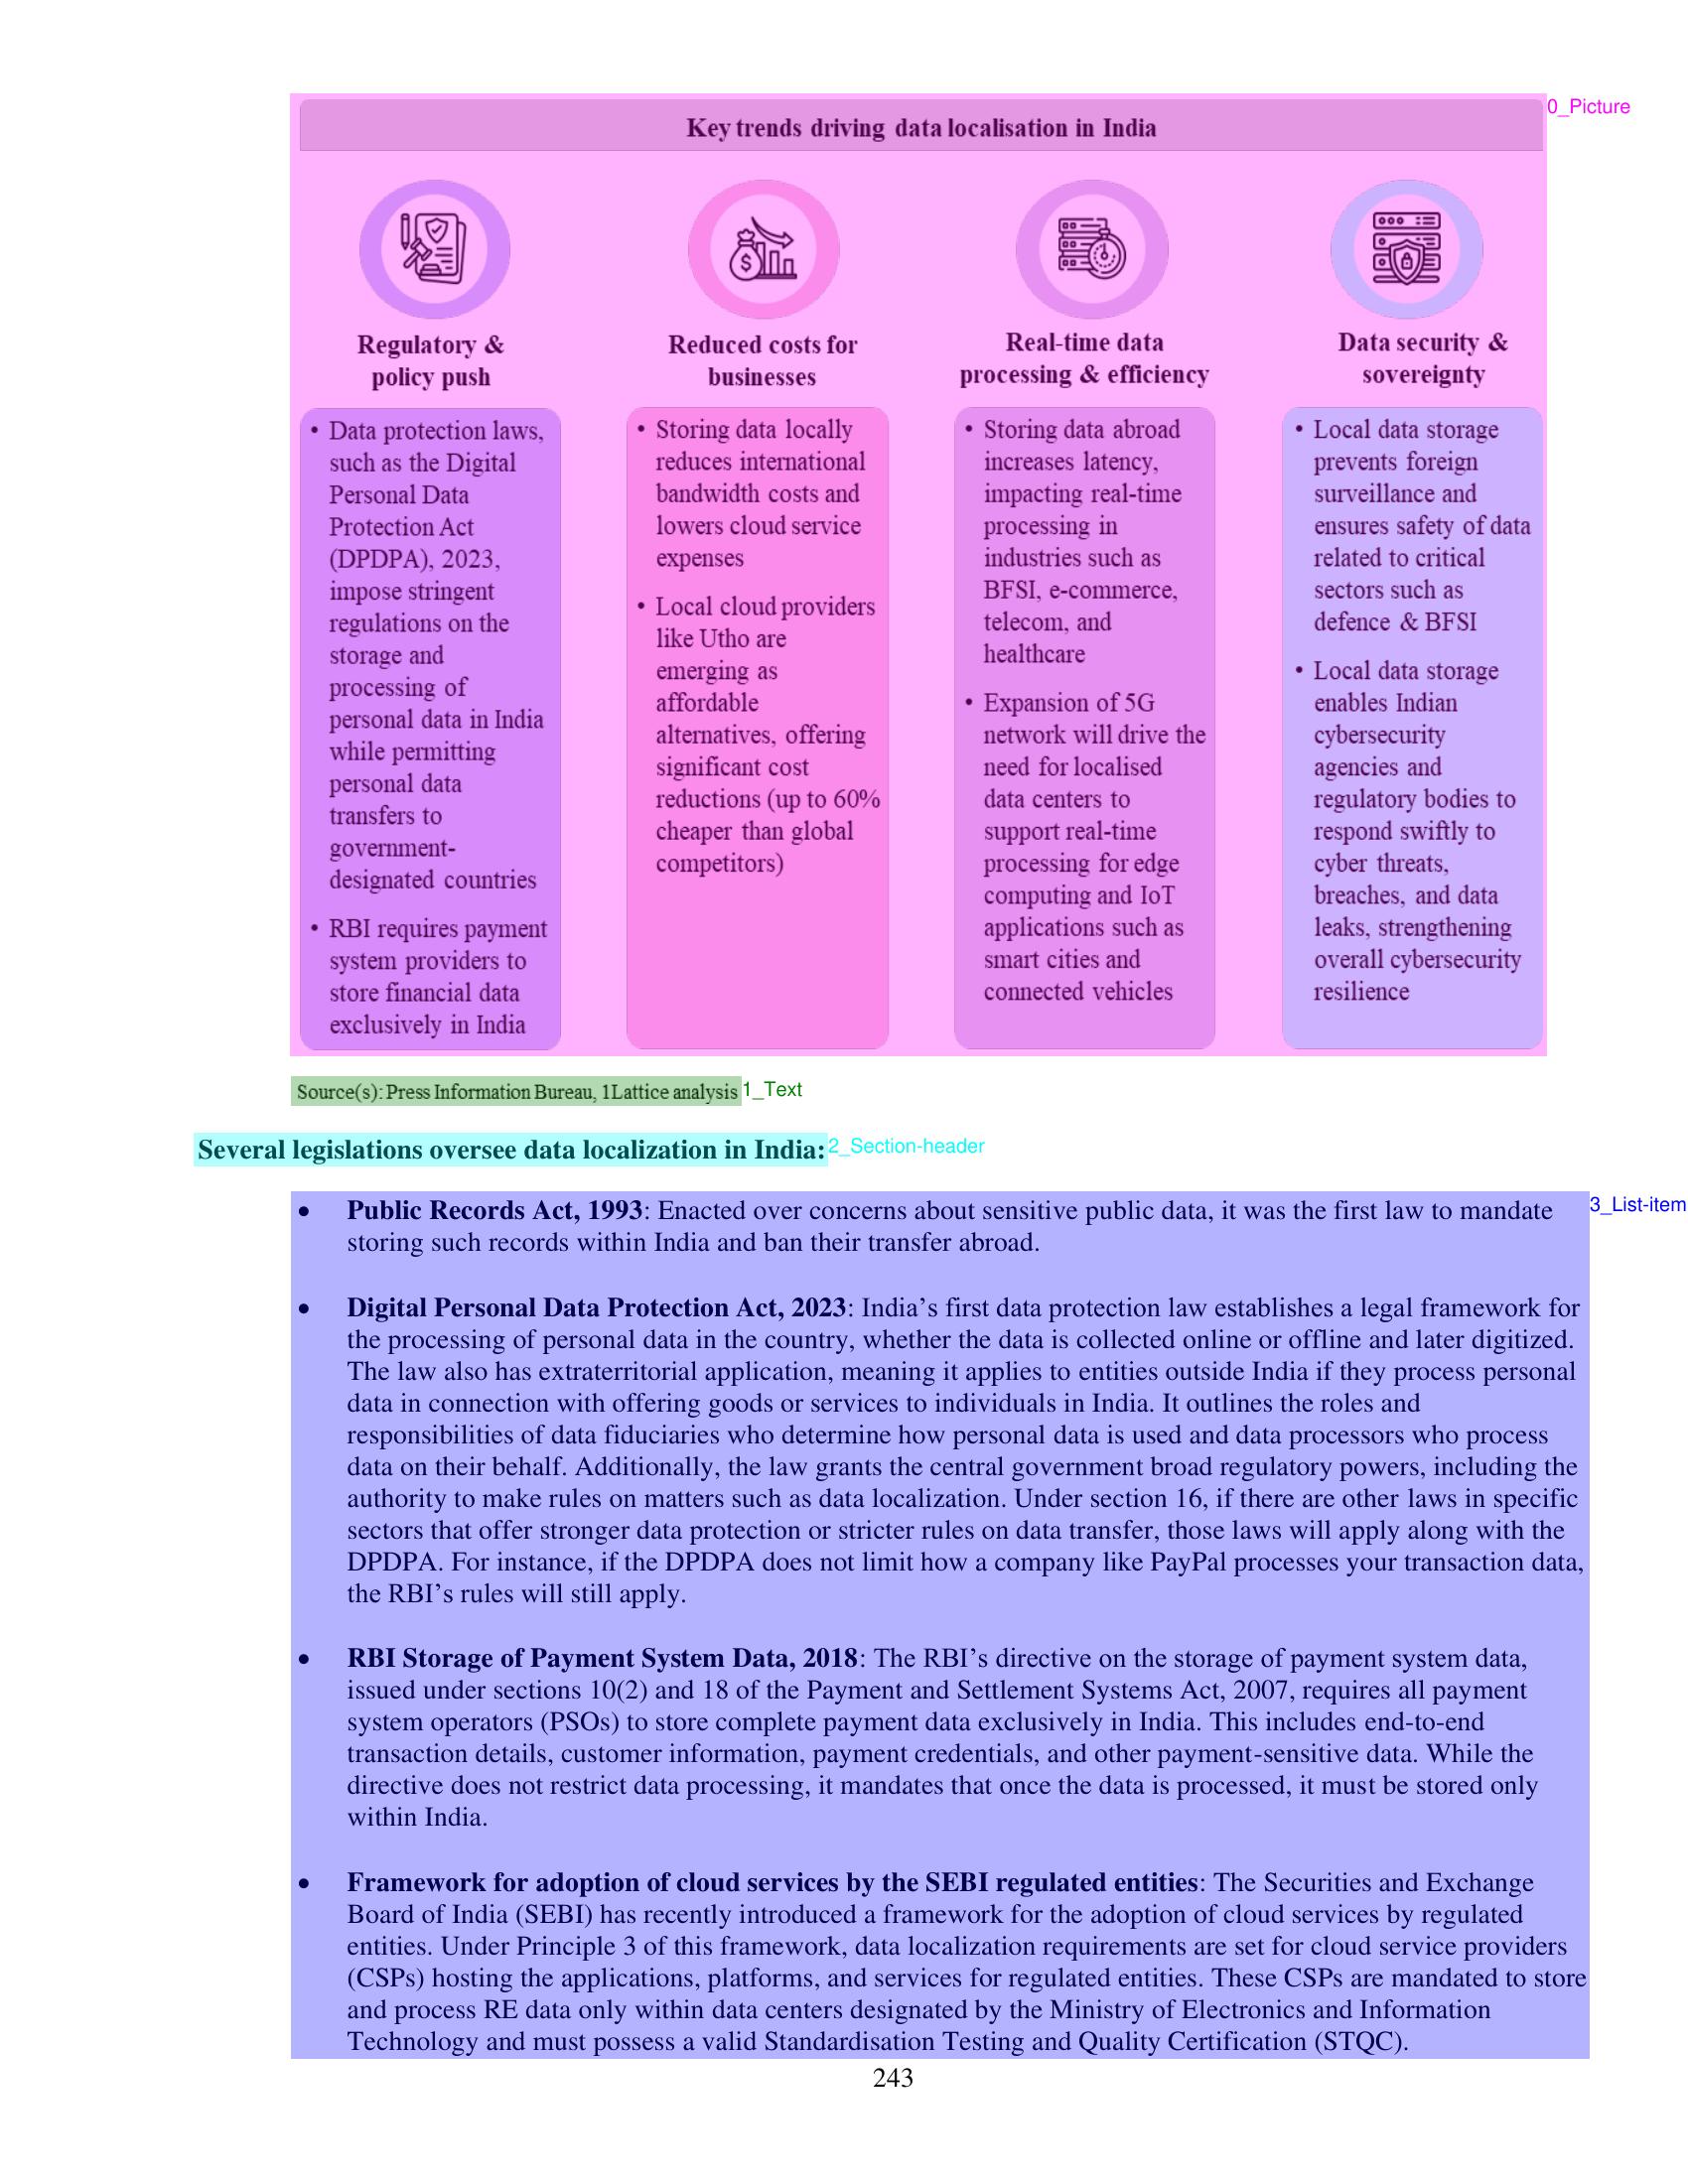 Key trends driving data localisation in India
0_Picture
Regulatory &
policy push
• Data protection laws,
such as the Digital
Personal Data
Protection Act
(DPDPA), 2023,
impose stringent
regulations on the
storage and
processing of
personal data in India
while permitting
personal data
transfers to
government-
designated countries
• RBI requires payment
system providers to
store financial data
exclusively in India
Reduced costs for
businesses
• Storing data locally
reduces international
bandwidth costs and
lowers cloud service
expenses
• Local cloud providers
like Utho are
emerging as
affordable
alternatives, offering
significant cost
reductions (up to 60%
cheaper than global
competitors)
Real-time data
processing & efficiency
• Storing data abroad
increases latency,
impacting real-time
processing in
industries such as
BFSI, e-commerce,
telecom, and
healthcare
• Expansion of 5G
network will drive the
need for localised
data centers to
support real-time
processing for edge
computing and IoT
applications such as
smart cities and
connected vehicles
Data security &
sovereignty
• Local data storage
prevents foreign
surveillance and
ensures safety of data
related to critical
sectors such as
defence & BFSI
• Local data storage
enables Indian
cybersecurity
agencies and
regulatory bodies to
respond swiftly to
cyber threats,
breaches, and data
leaks, strengthening
overall cybersecurity
resilience
Source(s): Press Information Bureau, 1Lattice analysis
1_Text
Several legislations oversee data localization in India:
2_Section-header
3_List-item
• Public Records Act, 1993: Enacted over concerns about sensitive public data, it was the first law to mandate
storing such records within India and ban their transfer abroad.
• Digital Personal Data Protection Act, 2023: India’s first data protection law establishes a legal framework for
the processing of personal data in the country, whether the data is collected online or offline and later digitized.
The law also has extraterritorial application, meaning it applies to entities outside India if they process personal
data in connection with offering goods or services to individuals in India. It outlines the roles and
responsibilities of data fiduciaries who determine how personal data is used and data processors who process
data on their behalf. Additionally, the law grants the central government broad regulatory powers, including the
authority to make rules on matters such as data localization. Under section 16, if there are other laws in specific
sectors that offer stronger data protection or stricter rules on data transfer, those laws will apply along with the
DPDPA. For instance, if the DPDPA does not limit how a company like PayPal processes your transaction data,
the RBI’s rules will still apply.
• RBI Storage of Payment System Data, 2018: The RBI’s directive on the storage of payment system data,
issued under sections 10(2) and 18 of the Payment and Settlement Systems Act, 2007, requires all payment
system operators (PSOs) to store complete payment data exclusively in India. This includes end-to-end
transaction details, customer information, payment credentials, and other payment-sensitive data. While the
directive does not restrict data processing, it mandates that once the data is processed, it must be stored only
within India.
• Framework for adoption of cloud services by the SEBI regulated entities: The Securities and Exchange
Board of India (SEBI) has recently introduced a framework for the adoption of cloud services by regulated
entities. Under Principle 3 of this framework, data localization requirements are set for cloud service providers
(CSPs) hosting the applications, platforms, and services for regulated entities. These CSPs are mandated to store
and process RE data only within data centers designated by the Ministry of Electronics and Information
Technology and must possess a valid Standardisation Testing and Quality Certification (STQC).
243